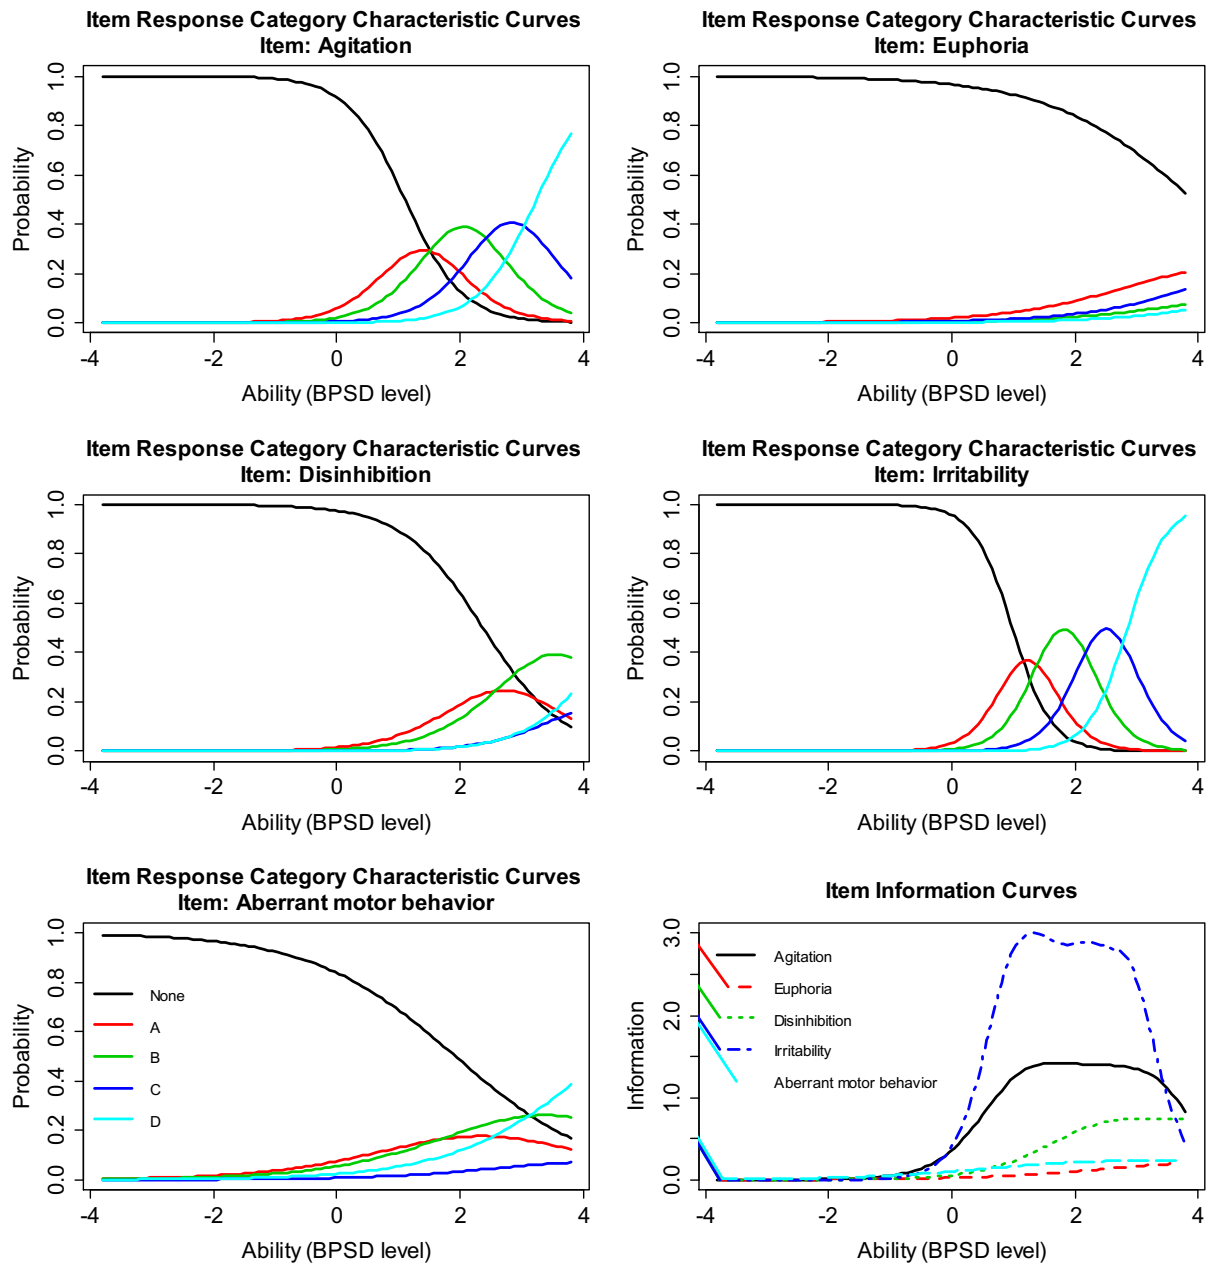 Item Response Category Characteristic Curves
Item: Agitation
Probability
0.0 0.2 0.4 0.6 0.8 1.0
-4 -2 0 2 4
Ability (BPSD level)
Item Response Category Characteristic Curves
Item: Euphoria
Probability
0.0 0.2 0.4 0.6 0.8 1.0
-4 -2 0 2 4
Ability (BPSD level)
Item Response Category Characteristic Curves
Item: Disinhibition
Probability
0.0 0.2 0.4 0.6 0.8 1.0
-4 -2 0 2 4
Ability (BPSD level)
Item Response Category Characteristic Curves
Item: Irritability
Probability
0.0 0.2 0.4 0.6 0.8 1.0
-4 -2 0 2 4
Ability (BPSD level)
Item Response Category Characteristic Curves
Item: Aberrant motor behavior
Probability
0.0 0.2 0.4 0.6 0.8 1.0
None
A
B
C
D
-4 -2 0 2 4
Ability (BPSD level)
Item Information Curves
Information
0.0 1.0 2.0 3.0
Agitation
Euphoria
Disinhibition
Irritability
Aberrant motor behavior
-4 -2 0 2 4
Ability (BPSD level)